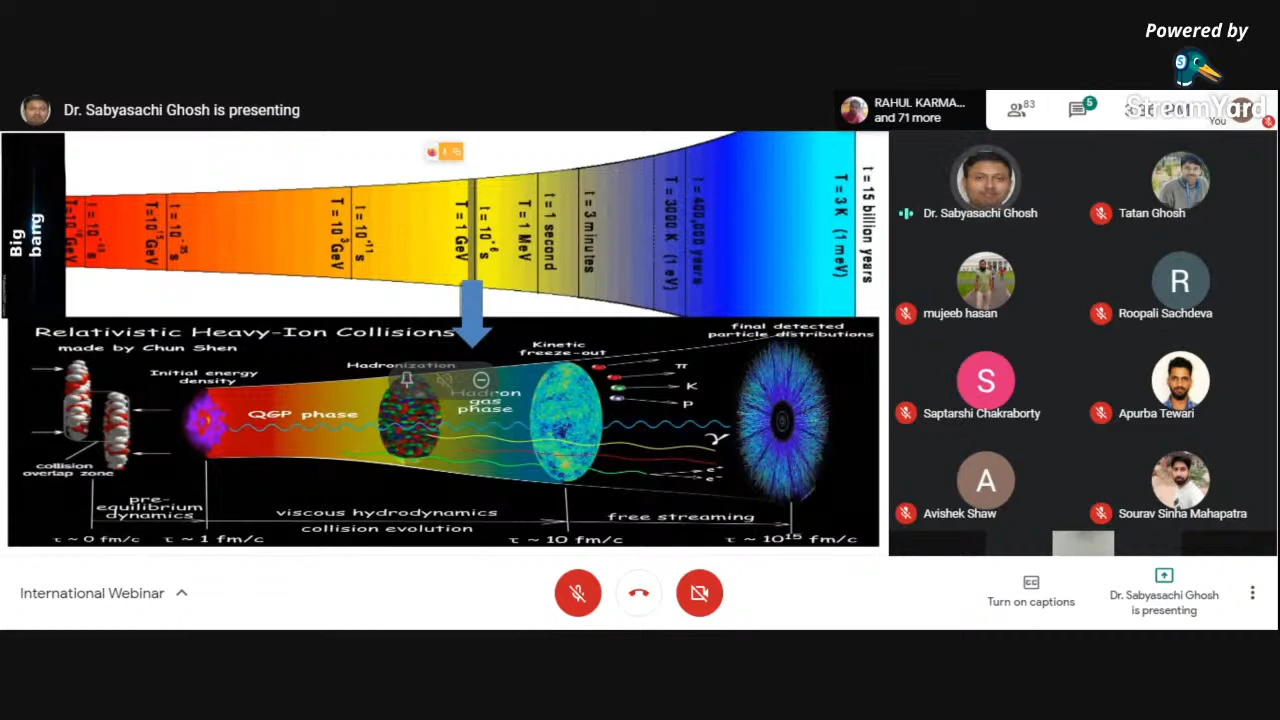 Powered by
StreamYard
Dr. Sabyasachi Ghosh is presenting
RAHUL KARMA...
and 71 more
83
5
You
Big
bang
T=10¹⁵ GeV
t=10⁻³⁵ s
T = 10³ GeV
t = 10⁻¹¹ s
T = 1 GeV
t = 10⁻⁶ s
T = 1 MeV
t = 1 second
t = 3 minutes
T = 3000 K (1 eV)
t = 400,000 years
T = 3 K (1 meV)
t = 15 billion years
Relativistic Heavy-Ion Collisions
made by Chun Shen
Initial energy
density
Hadronization
Kinetic
freeze-out
final detected
particle distributions
QGP phase
Hadron
gas
phase
π
K
p
γ
e⁻
collision
overlap zone
pre-
equilibrium
dynamics
viscous hydrodynamics
collision evolution
free streaming
τ ~ 0 fm/c
τ ~ 1 fm/c
τ ~ 10 fm/c
τ ~ 10¹⁵ fm/c
Dr. Sabyasachi Ghosh
Tatan Ghosh
mujeeb hasan
R
Roopali Sachdeva
S
Saptarshi Chakraborty
Apurba Tewari
A
Avishek Shaw
Sourav Sinha Mahapatra
International Webinar
Turn on captions
Dr. Sabyasachi Ghosh
is presenting